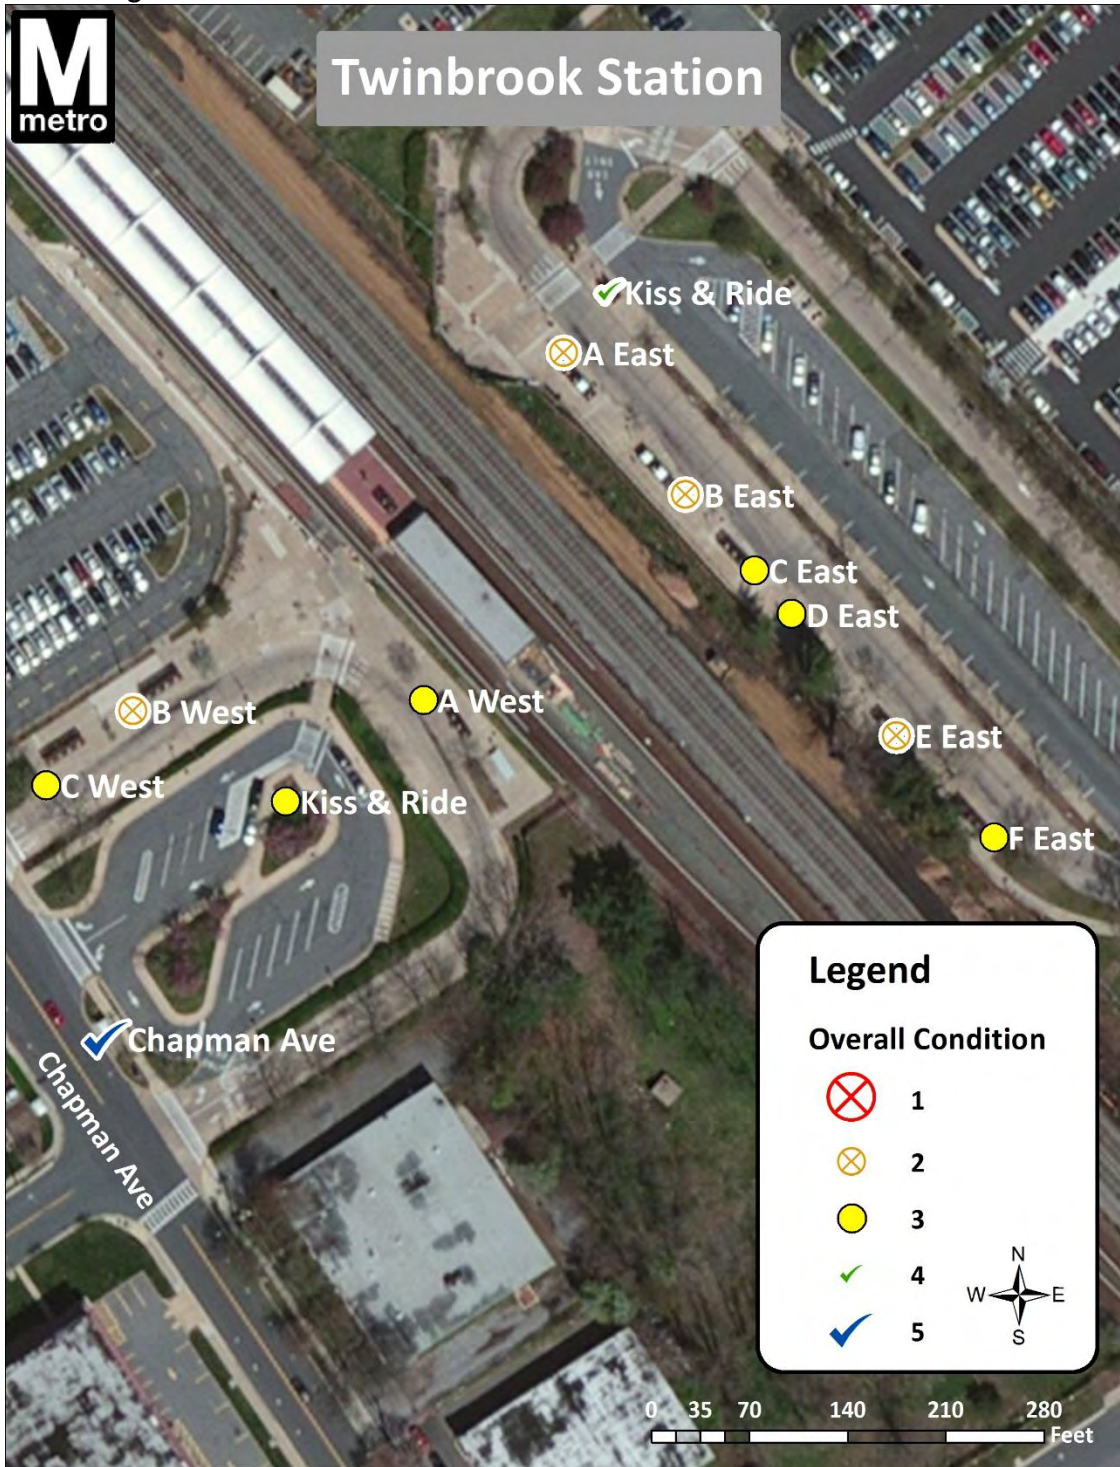 M
metro
Twinbrook Station
Kiss & Ride
A East
B East
C East
D East
E East
F East
A West
B West
C West
Kiss & Ride
Chapman Ave
Chapman Ave
Legend
Overall Condition
1
2
3
4
5
N
W E
S
0 35 70 140 210 280
Feet